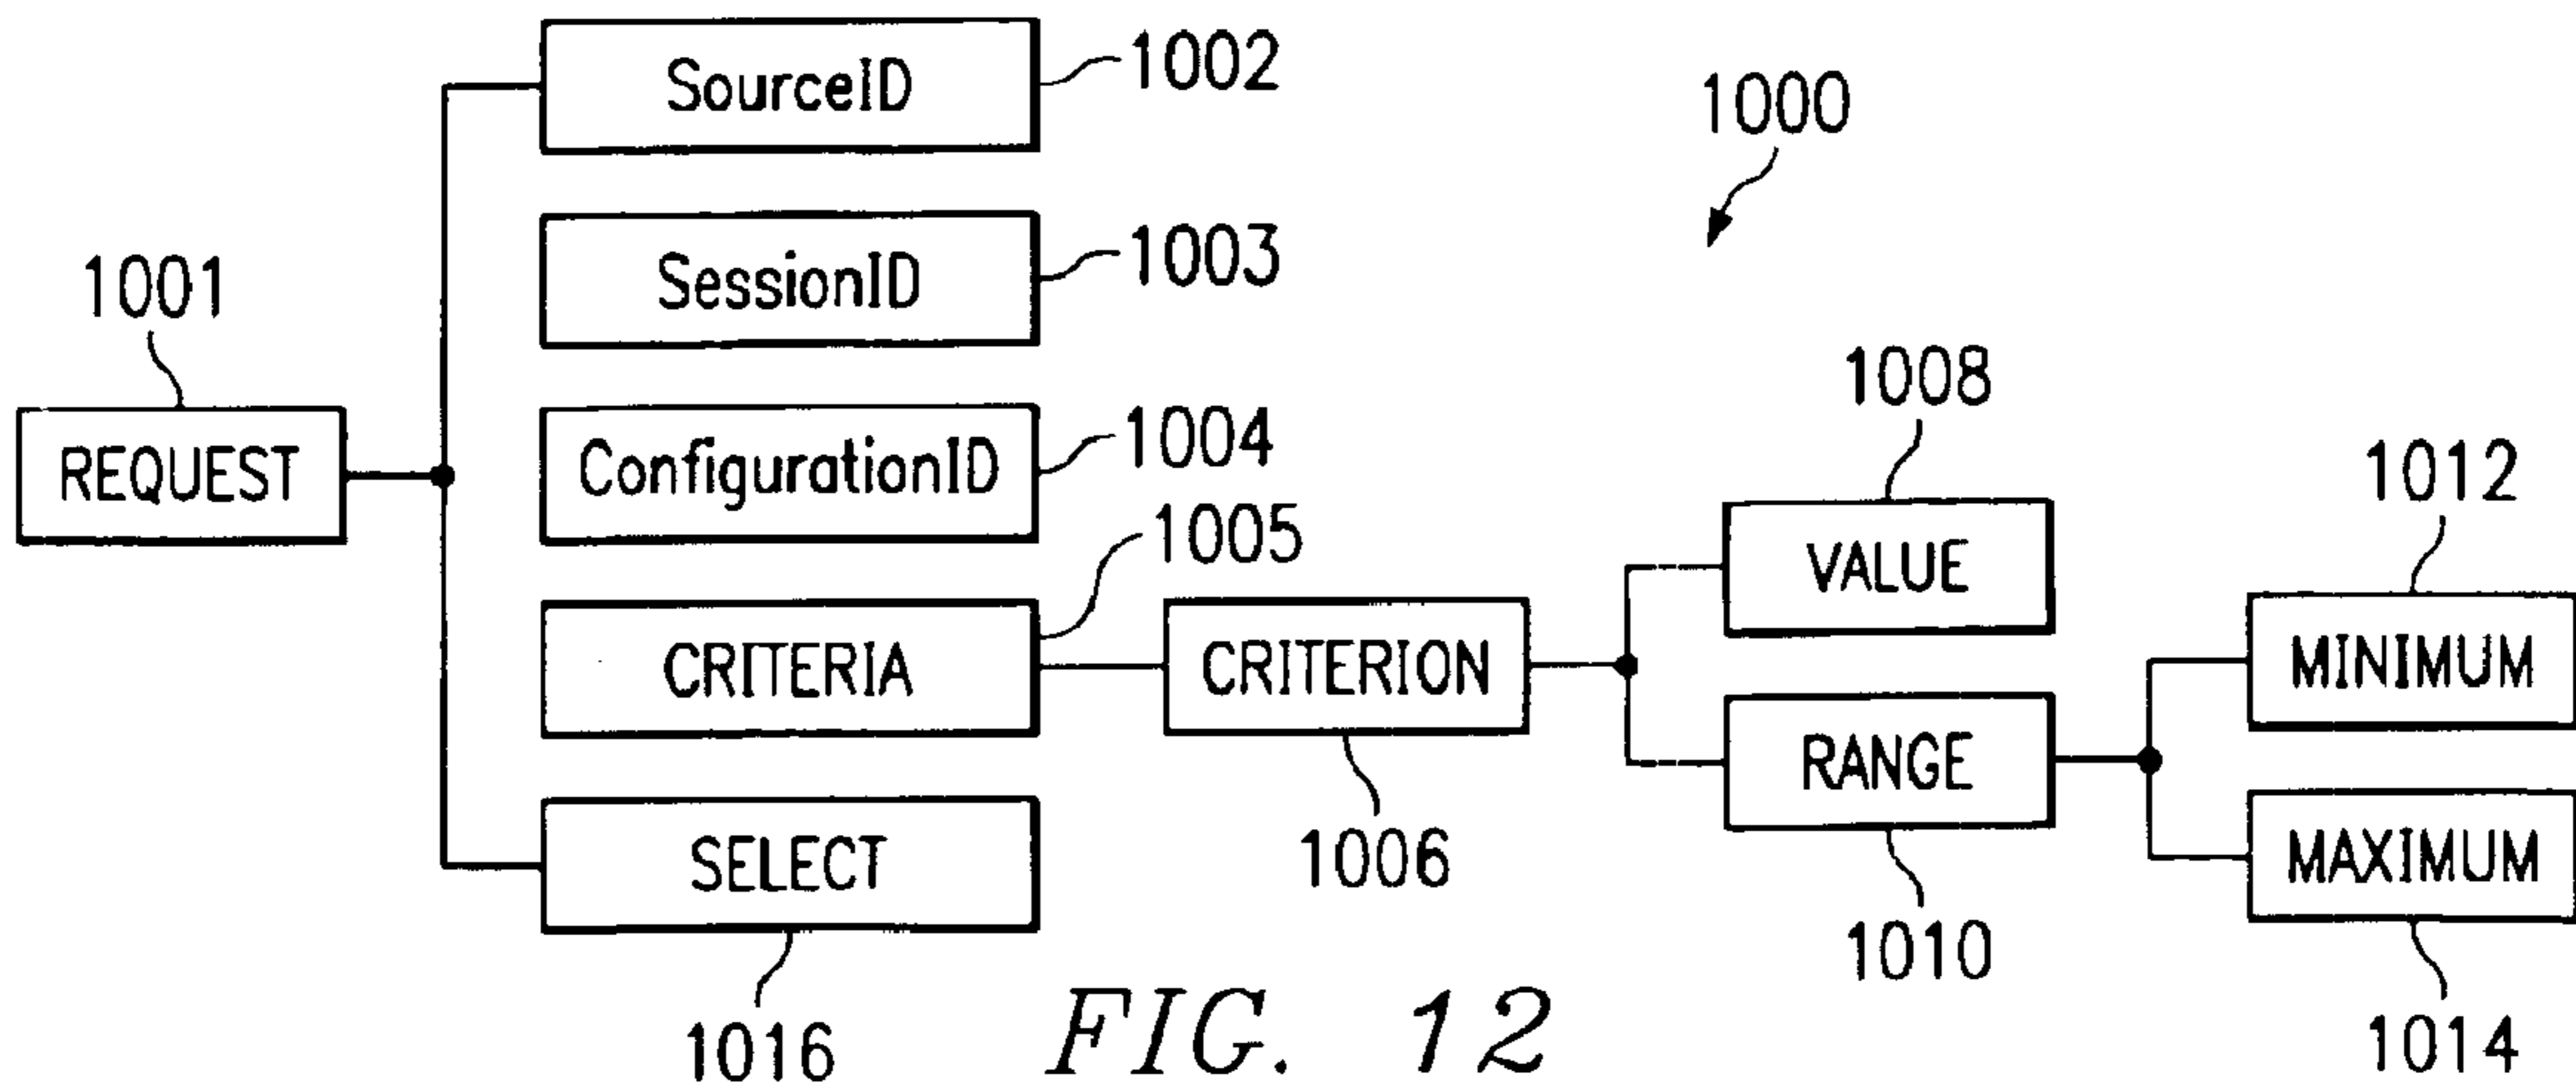 SourceID
1002
1000
SessionID
1003
1001
REQUEST
ConfigurationID
1004
1005
1008
1012
CRITERIA
CRITERION
VALUE
MINIMUM
SELECT
1006
RANGE
MAXIMUM
1016
1010
1014
FIG. 12